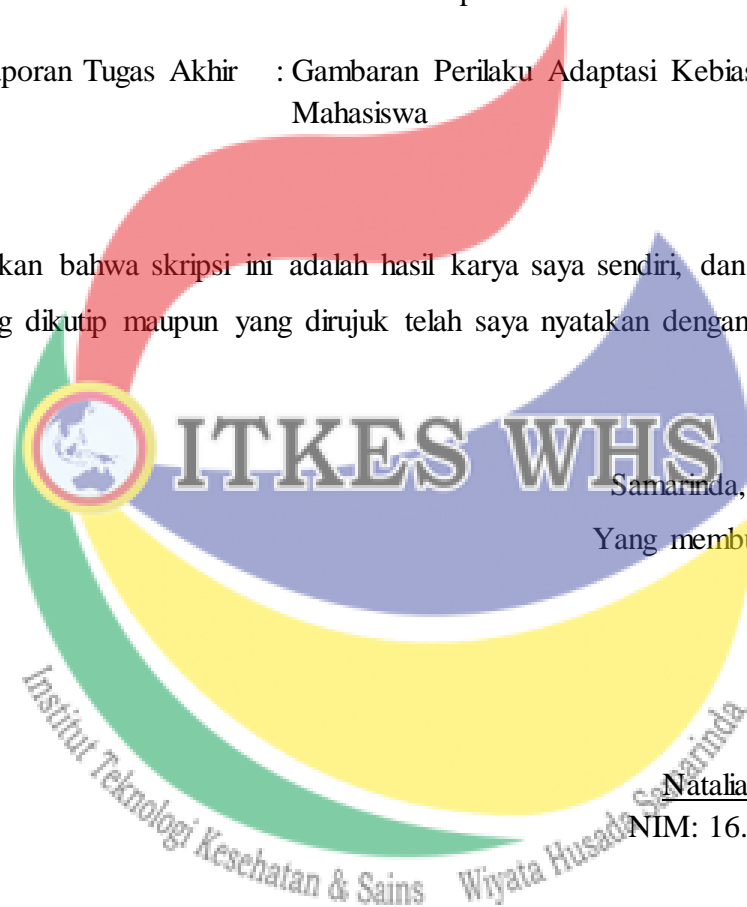 aporan Tugas Akhir : Gambaran Perilaku Adaptasi Kebias
Mahasiswa
kan bahwa skripsi ini adalah hasil karya saya sendiri, dan
g dikutip maupun yang dirujuk telah saya nyatakan dengan
ITKES WHS
Samarinda,
Yang membu
Natalia
NIM: 16.
Institut Teknologi Kesehatan & Sains Wiyata Husada Samarinda